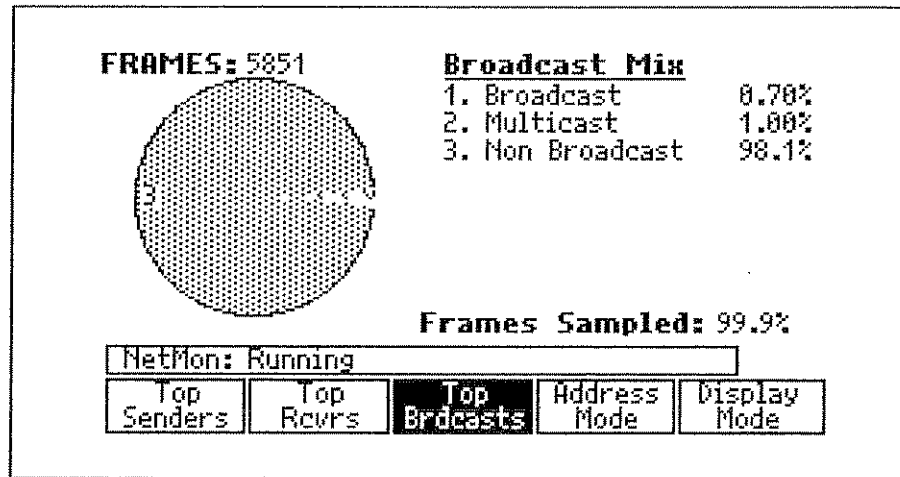 FRAMES: 5851
Broadcast Mix
1. Broadcast 0.70%
2. Multicast 1.00%
3. Non Broadcast 98.1%
3
Frames Sampled: 99.9%
NetMon: Running
Top Senders
Top Rcvrs
Top Brdcasts
Address Mode
Display Mode